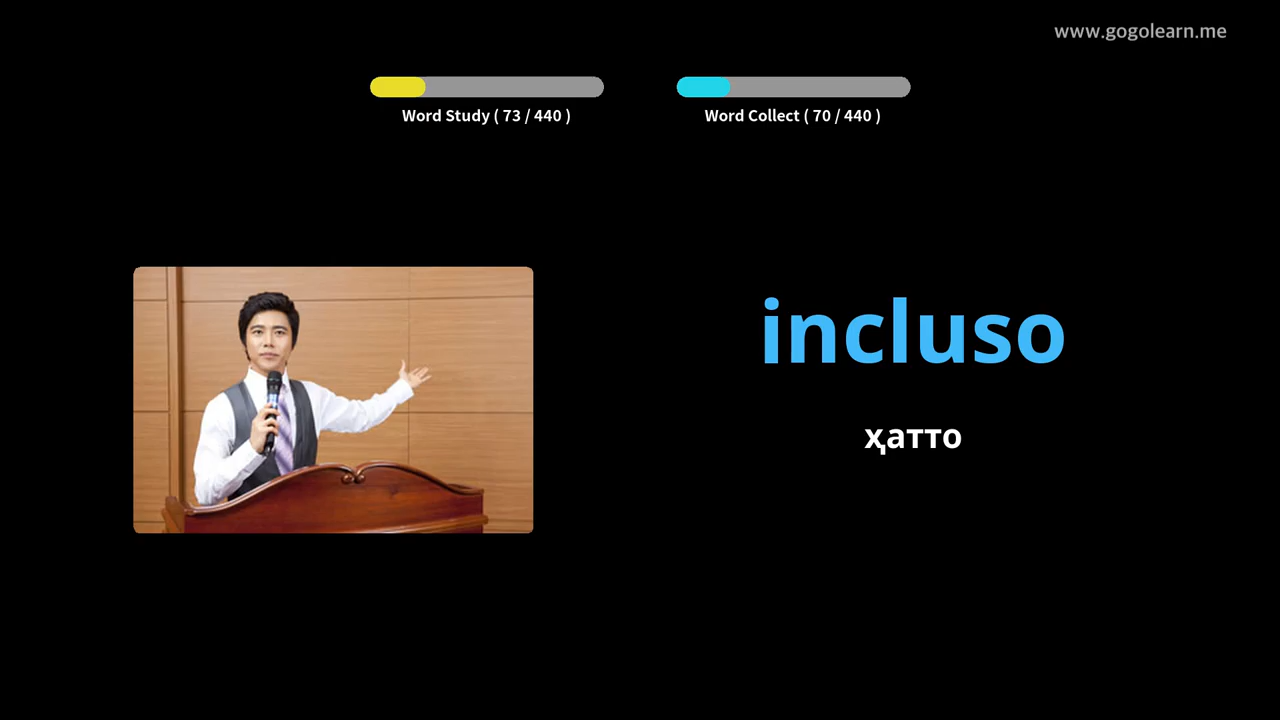 www.gogolearn.me
Word Study ( 73 / 440 )
Word Collect ( 70 / 440 )
incluso
ҳатто